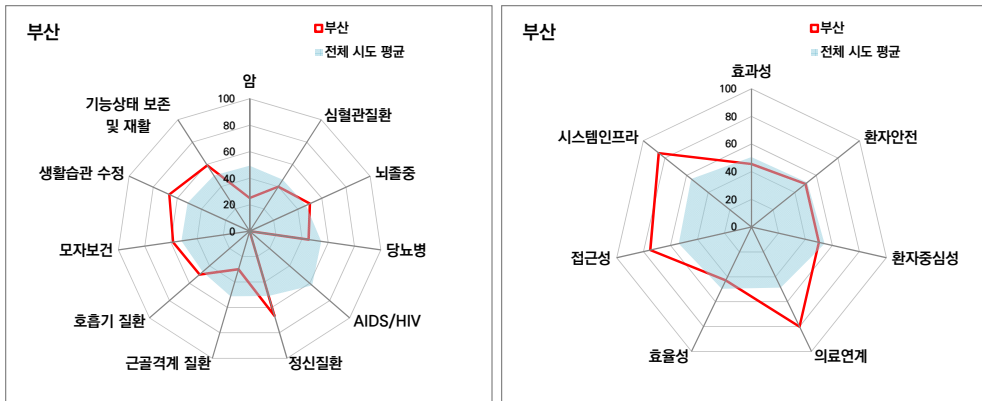 부산
부산
전체 시도 평균
암
심혈관질환
뇌졸중
당뇨병
AIDS/HIV
정신질환
근골격계 질환
호흡기 질환
모자보건
생활습관 수정
기능상태 보존
및 재활
100
80
60
40
20
0
부산
부산
전체 시도 평균
효과성
환자안전
환자중심성
의료연계
효율성
접근성
시스템인프라
100
80
60
40
20
0